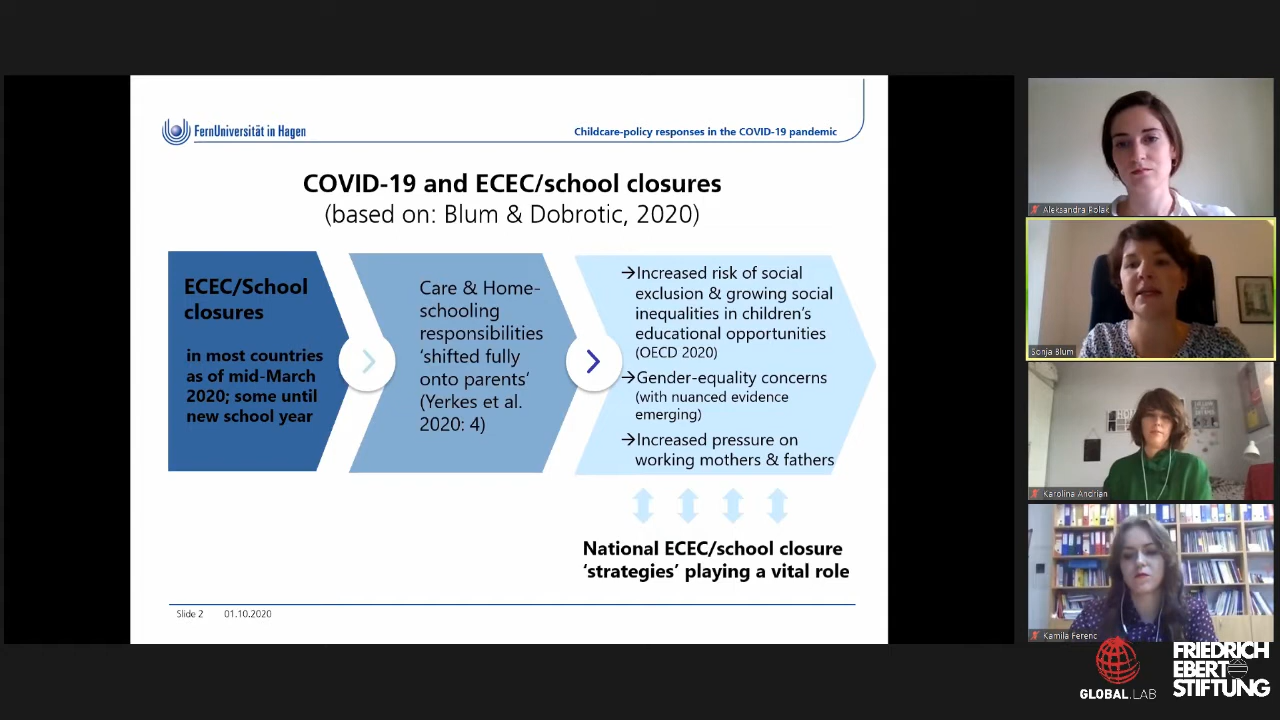 FernUniversität in Hagen
Childcare-policy responses in the COVID-19 pandemic
COVID-19 and ECEC/school closures
(based on: Blum & Dobrotic, 2020)
ECEC/School
closures
in most countries
as of mid-March
2020; some until
new school year
Care & Home-
schooling
responsibilities
‘shifted fully
onto parents’
(Yerkes et al.
2020: 4)
→Increased risk of social
exclusion & growing social
inequalities in children’s
educational opportunities
(OECD 2020)
→Gender-equality concerns
(with nuanced evidence
emerging)
→Increased pressure on
working mothers & fathers
National ECEC/school closure
‘strategies’ playing a vital role
Slide 2 01.10.2020
Aleksandra Polak
Sonja Blum
Karolina Andrian
Kamila Ferenc
GLOBAL.LAB
FRIEDRICH
EBERT
STIFTUNG